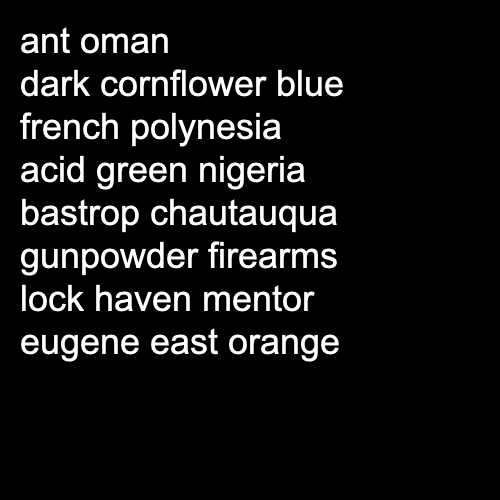 ant oman
dark cornflower blue
french polynesia
acid green nigeria
bastrop chautauqua
gunpowder firearms
lock haven mentor
eugene east orange